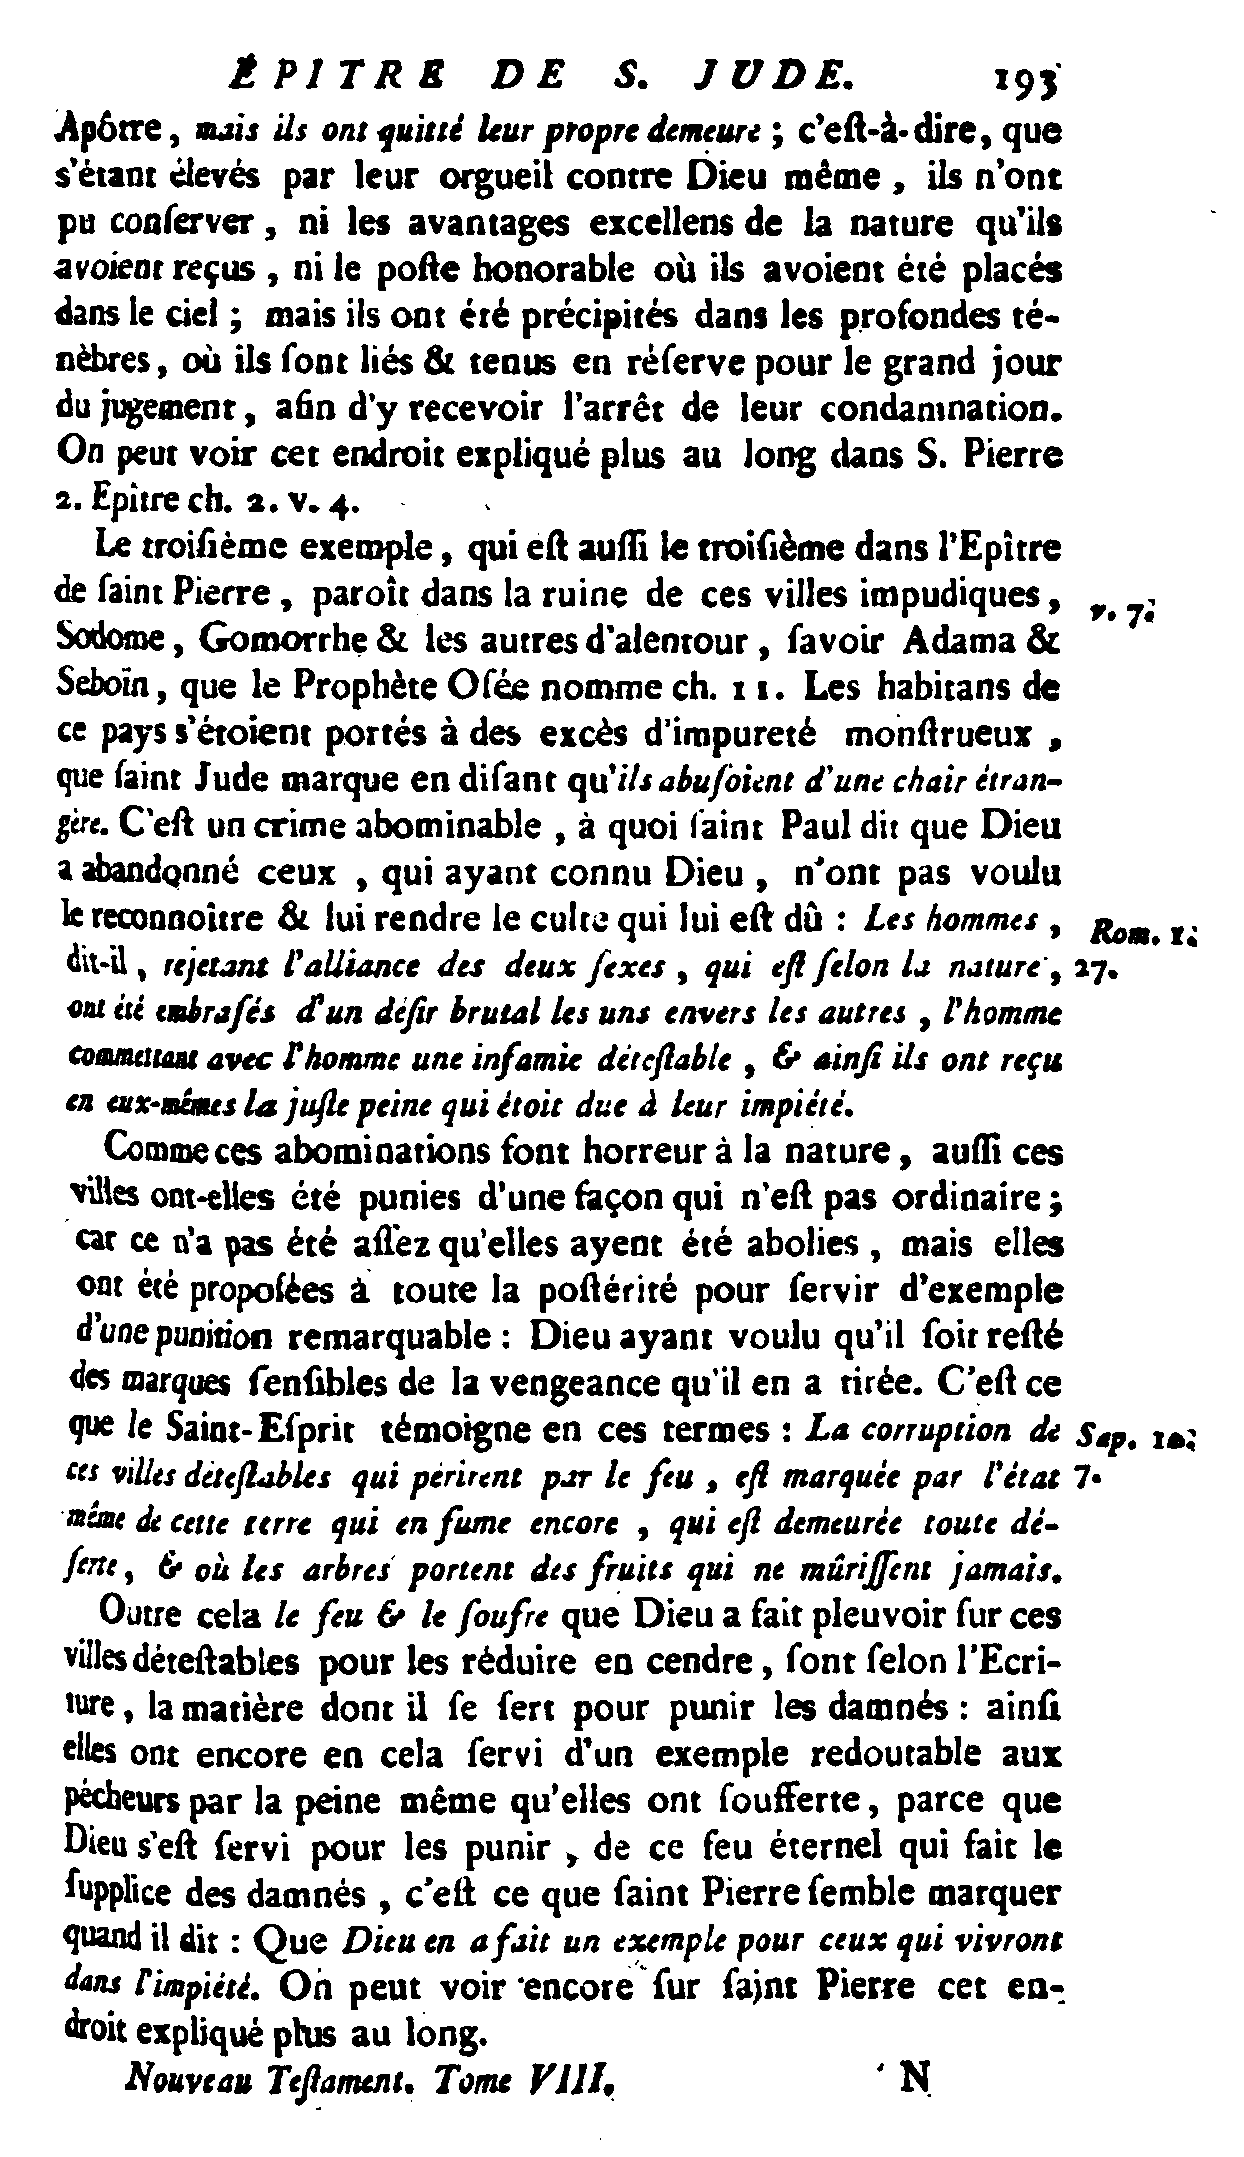 ÉPITRE DE S. JUDE. 193
Apôtre, mais ils ont quitté leur propre demeure ; c'eſt-à-dire, que
s'étant élevés par leur orgueil contre Dieu même, ils n'ont
pu conſerver, ni les avantages excellens de la nature qu'ils
avoient reçus, ni le poſte honorable où ils avoient été placés
dans le ciel ; mais ils ont été précipités dans les profondes té-
nèbres, où ils ſont liés & tenus en réſerve pour le grand jour
du jugement, afin d'y recevoir l'arrêt de leur condamnation.
On peut voir cet endroit expliqué plus au long dans S. Pierre
2. Epître ch. 2. v. 4.
Le troiſième exemple, qui eſt auſſi le troiſième dans l'Epître
de ſaint Pierre, paroît dans la ruine de ces villes impudiques, v. 7.
Sodome, Gomorrhe & les autres d'alentour, ſavoir Adama &
Seboïn, que le Prophète Oſée nomme ch. 11. Les habitans de
ce pays s'étoient portés à des excès d'impureté monſtrueux,
que ſaint Jude marque en diſant qu'ils abuſoient d'une chair étran-
gère. C'eſt un crime abominable, à quoi ſaint Paul dit que Dieu
a abandonné ceux, qui ayant connu Dieu, n'ont pas voulu
le reconnoître & lui rendre le culte qui lui eſt dû : Les hommes, Rom. 1.
dit-il, rejetant l'alliance des deux ſexes, qui eſt ſelon la nature, 27.
ont été embraſés d'un déſir brutal les uns envers les autres, l'homme
commettant avec l'homme une infamie déteſtable, & ainſi ils ont reçu
en eux-mêmes la juſte peine qui étoit due à leur impiété.
Comme ces abominations font horreur à la nature, auſſi ces
villes ont-elles été punies d'une façon qui n'eſt pas ordinaire ;
car ce n'a pas été aſſez qu'elles ayent été abolies, mais elles
ont été propoſées à toute la poſtérité pour ſervir d'exemple
d'une punition remarquable : Dieu ayant voulu qu'il ſoit reſté
des marques ſenſibles de la vengeance qu'il en a tirée. C'eſt ce
que le Saint-Eſprit témoigne en ces termes : La corruption de Sap. 10.
ces villes déteſtables qui périrent par le feu, eſt marquée par l'état 7.
même de cette terre qui en fume encore, qui eſt demeurée toute dé-
ſerte, & où les arbres portent des fruits qui ne mûriſſent jamais.
Outre cela le feu & le ſoufre que Dieu a fait pleuvoir ſur ces
villes déteſtables pour les réduire en cendre, ſont ſelon l'Ecri-
ture, la matière dont il ſe ſert pour punir les damnés : ainſi
elles ont encore en cela ſervi d'un exemple redoutable aux
pécheurs par la peine même qu'elles ont ſoufferte, parce que
Dieu s'eſt ſervi pour les punir, de ce feu éternel qui fait le
ſupplice des damnés, c'eſt ce que ſaint Pierre ſemble marquer
quand il dit : Que Dieu en a fait un exemple pour ceux qui vivront
dans l'impiété. On peut voir encore ſur ſaint Pierre cet en-
droit expliqué plus au long.
Nouveau Teſtament. Tome VIII. N